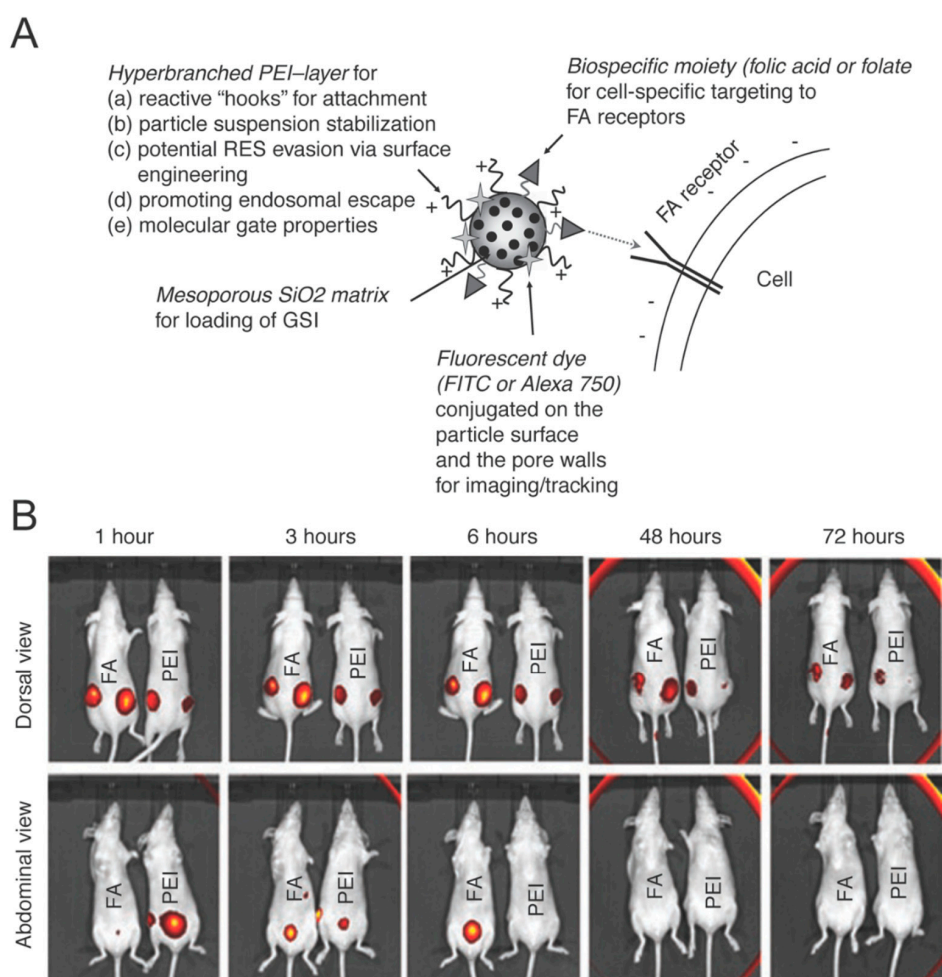 A
Hyperbranched PEI–layer for
(a) reactive “hooks” for attachment
(b) particle suspension stabilization
(c) potential RES evasion via surface
engineering
(d) promoting endosomal escape
(e) molecular gate properties
Biospecific moiety (folic acid or folate
for cell-specific targeting to
FA receptors
+
+
+
+
+
+
FA receptor
-
-
-
-
-
Cell
Mesoporous SiO2 matrix
for loading of GSI
Fluorescent dye
(FITC or Alexa 750)
conjugated on the
particle surface
and the pore walls
for imaging/tracking
B
1 hour 3 hours 6 hours 48 hours 72 hours
Dorsal view
FA PEI FA PEI FA PEI FA PEI FA PEI
Abdominal view
FA PEI FA PEI FA PEI FA PEI FA PEI